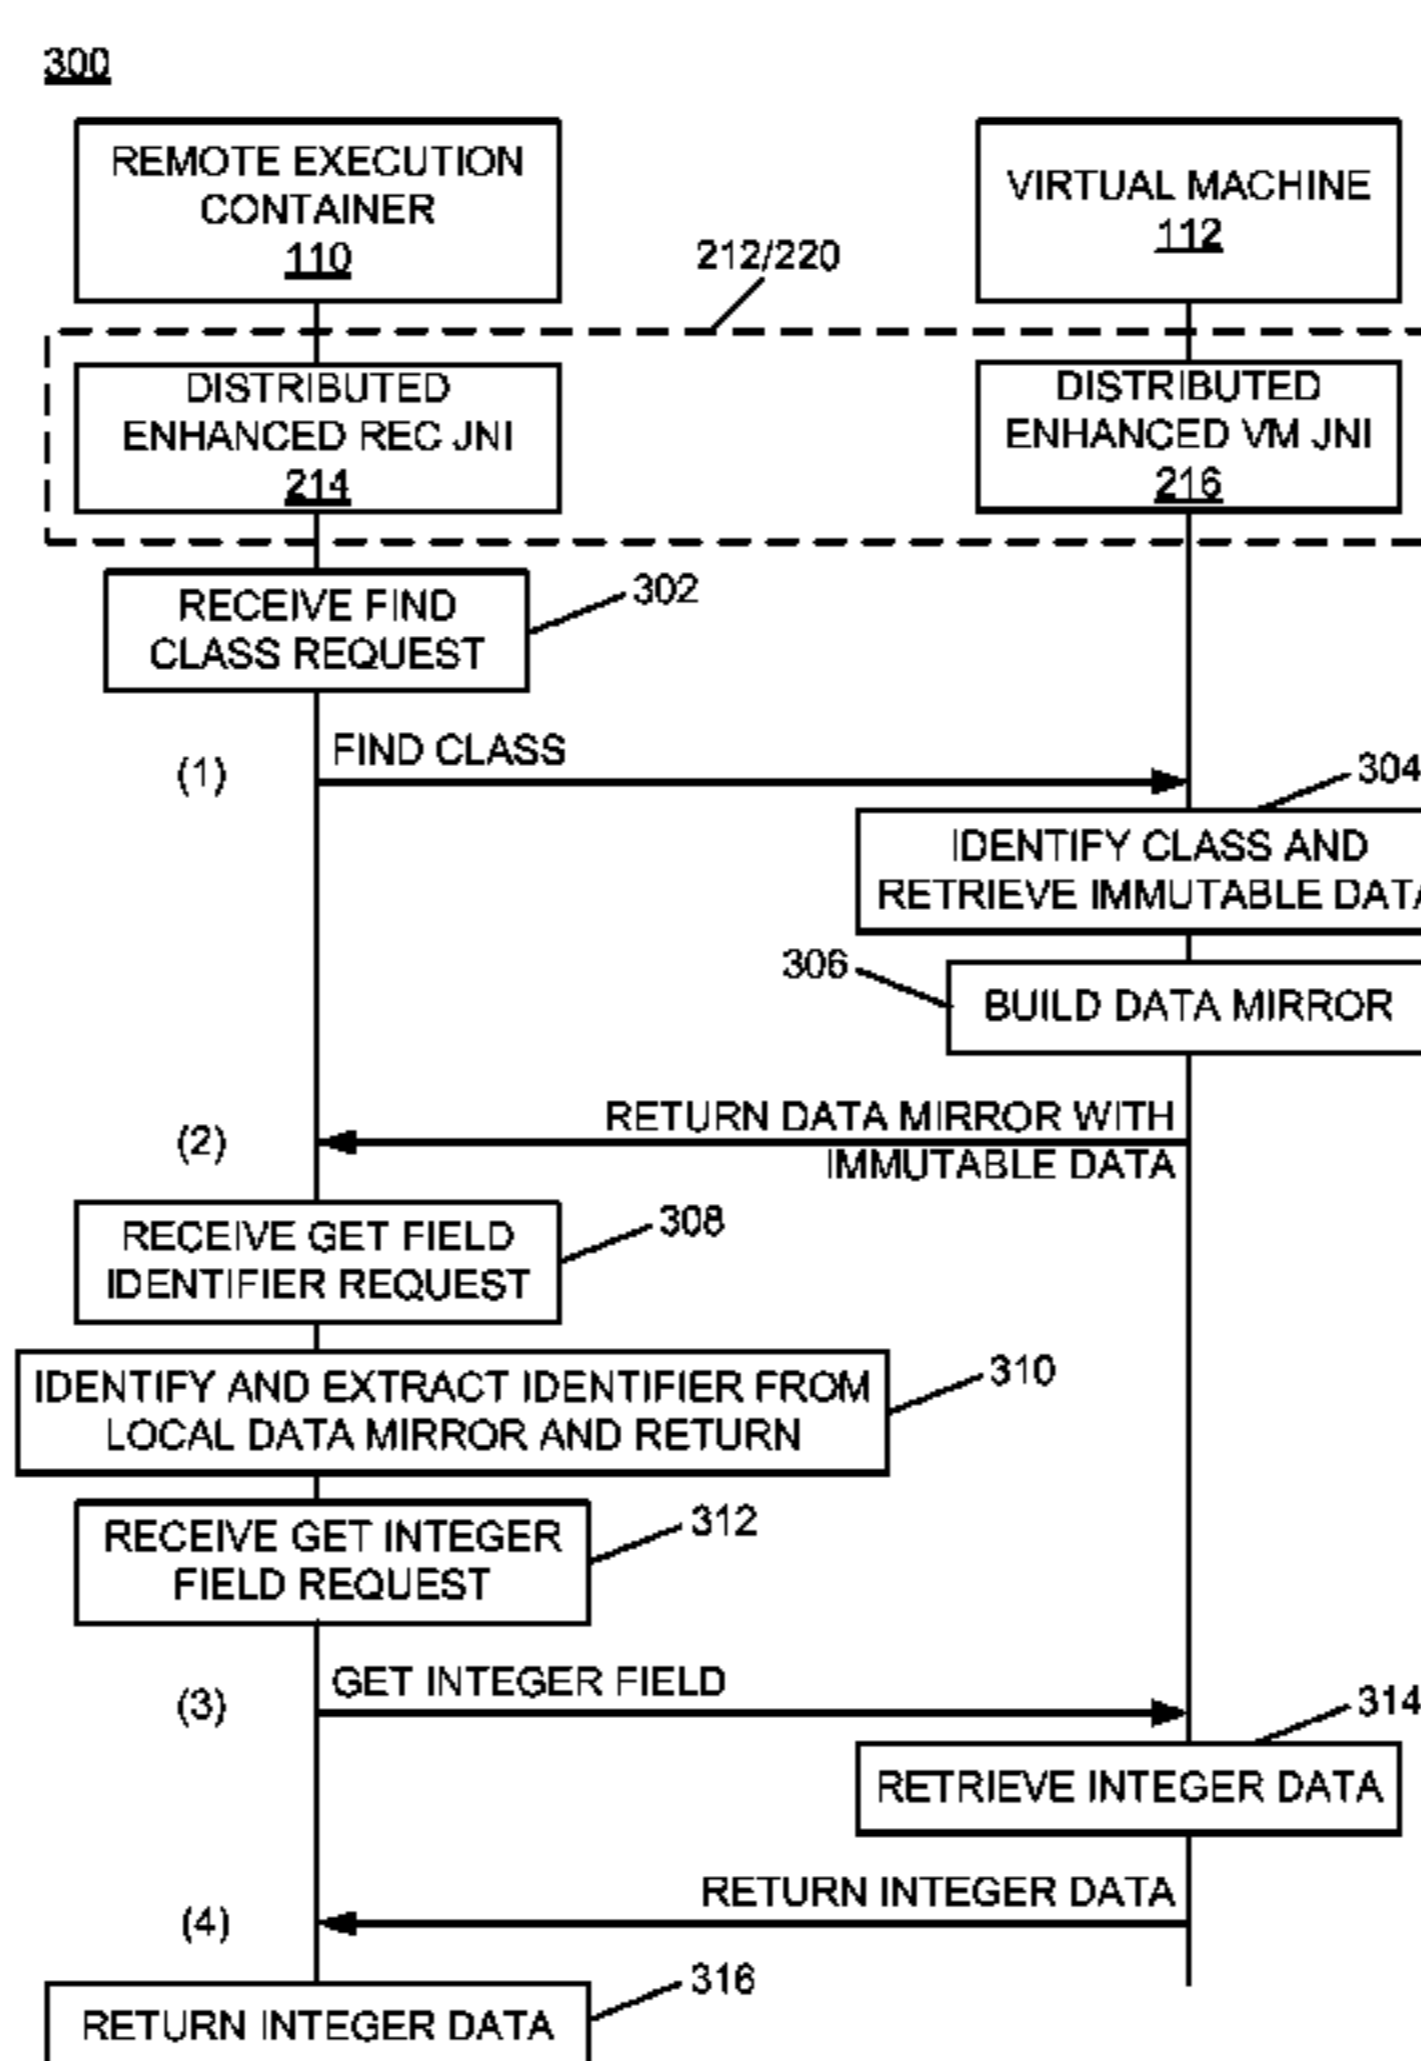 300
REMOTE EXECUTION
CONTAINER
110
VIRTUAL MACHINE
112
212/220
DISTRIBUTED
ENHANCED REC JNI
214
DISTRIBUTED
ENHANCED VM JNI
216
RECEIVE FIND
CLASS REQUEST
302
(1)
FIND CLASS
304
IDENTIFY CLASS AND
RETRIEVE IMMUTABLE DATA
306
BUILD DATA MIRROR
(2)
RETURN DATA MIRROR WITH
IMMUTABLE DATA
RECEIVE GET FIELD
IDENTIFIER REQUEST
308
IDENTIFY AND EXTRACT IDENTIFIER FROM
LOCAL DATA MIRROR AND RETURN
310
RECEIVE GET INTEGER
FIELD REQUEST
312
(3)
GET INTEGER FIELD
314
RETRIEVE INTEGER DATA
(4)
RETURN INTEGER DATA
316
RETURN INTEGER DATA